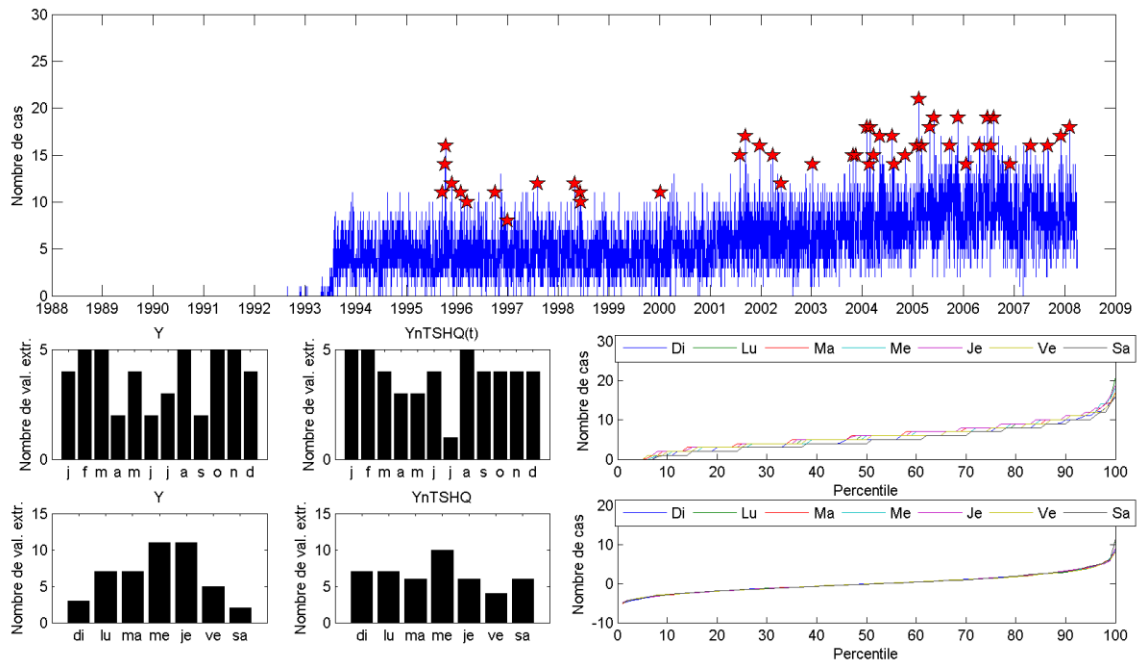 30
25
20
15
10
5
0
Nombre de cas
1988 1989 1990 1991 1992 1993 1994 1995 1996 1997 1998 1999 2000 2001 2002 2003 2004 2005 2006 2007 2008 2009
Y
5
0
Nombre de val. extr.
j f m a m j j a s o n d
YnTSHQ(t)
5
0
Nombre de val. extr.
j f m a m j j a s o n d
30
20
10
0
Nombre de cas
Di Lu Ma Me Je Ve Sa
0 10 20 30 40 50 60 70 80 90 100
Percentile
Y
15
10
5
0
Nombre de val. extr.
di lu ma me je ve sa
YnTSHQ
15
10
5
0
Nombre de val. extr.
di lu ma me je ve sa
20
10
0
-10
Nombre de cas
Di Lu Ma Me Je Ve Sa
0 10 20 30 40 50 60 70 80 90 100
Percentile